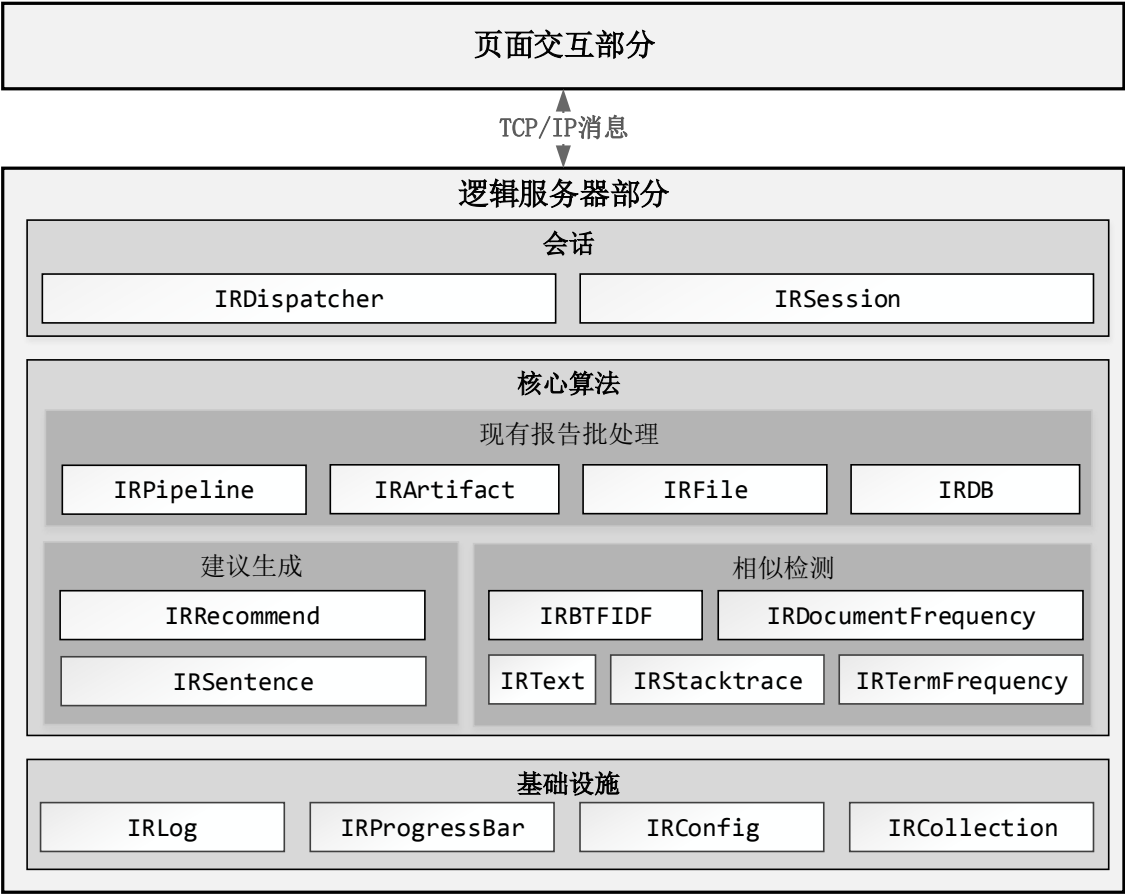 页面交互部分
TCP/IP消息
逻辑服务器部分
会话
IRDispatcher IRSession
核心算法
现有报告批处理
IRPipeline IRArtifact IRFile IRDB
建议生成
IRRecommend
IRSentence
相似检测
IRBTFIDF IRDocumentFrequency
IRText IRStacktrace IRTermFrequency
基础设施
IRLog IRProgressBar IRConfig IRCollection